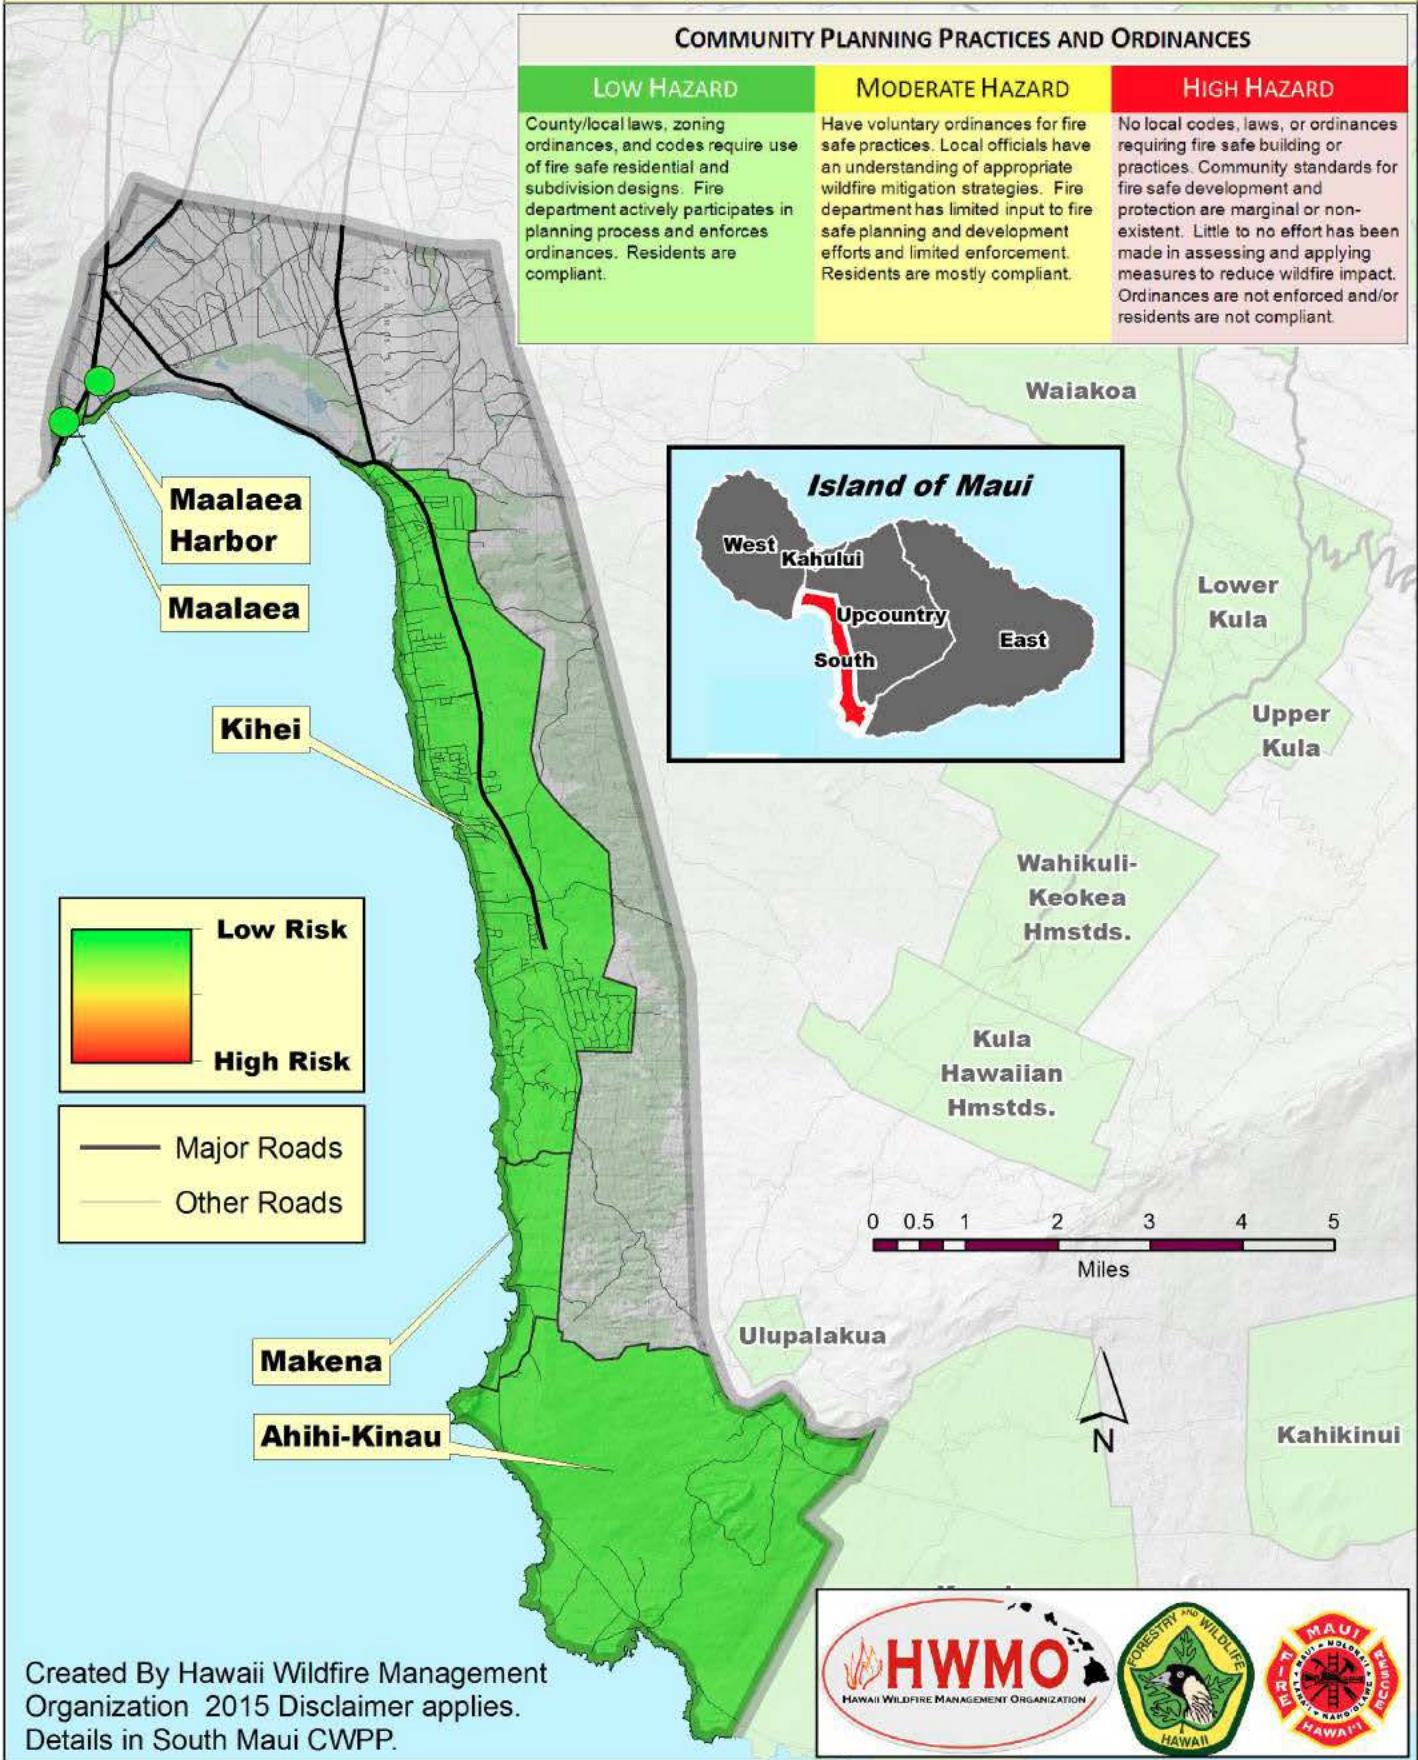 COMMUNITY PLANNING PRACTICES AND ORDINANCES
LOW HAZARD
County/local laws, zoning
ordinances, and codes require use
of fire safe residential and
subdivision designs. Fire
department actively participates in
planning process and enforces
ordinances. Residents are
compliant.
MODERATE HAZARD
Have voluntary ordinances for fire
safe practices. Local officials have
an understanding of appropriate
wildfire mitigation strategies. Fire
department has limited input to fire
safe planning and development
efforts and limited enforcement.
Residents are mostly compliant.
HIGH HAZARD
No local codes, laws, or ordinances
requiring fire safe building or
practices. Community standards for
fire safe development and
protection are marginal or non-
existent. Little to no effort has been
made in assessing and applying
measures to reduce wildfire impact.
Ordinances are not enforced and/or
residents are not compliant.
Waiakoa
Island of Maui
West
Kahului
Upcountry
South
East
Maalaea
Harbor
Maalaea
Lower
Kula
Upper
Kula
Kihei
Wahikuli-
Keokea
Hmstds.
Low Risk
High Risk
Kula
Hawaiian
Hmstds.
Major Roads
Other Roads
0 0.5 1 2 3 4 5
Miles
Ulupalakua
Makena
Ahihi-Kinau
N
Kahikinui
Created By Hawaii Wildfire Management
Organization 2015 Disclaimer applies.
Details in South Maui CWPP.
HWMO
HAWAII WILDFIRE MANAGEMENT ORGANIZATION
FORESTRY AND WILDLIFE
HAWAII
MAUI
FIRE
RESCUE
MAUI • MOLOKAI
LANAI • KAHOOLAWE
HAWAI'I